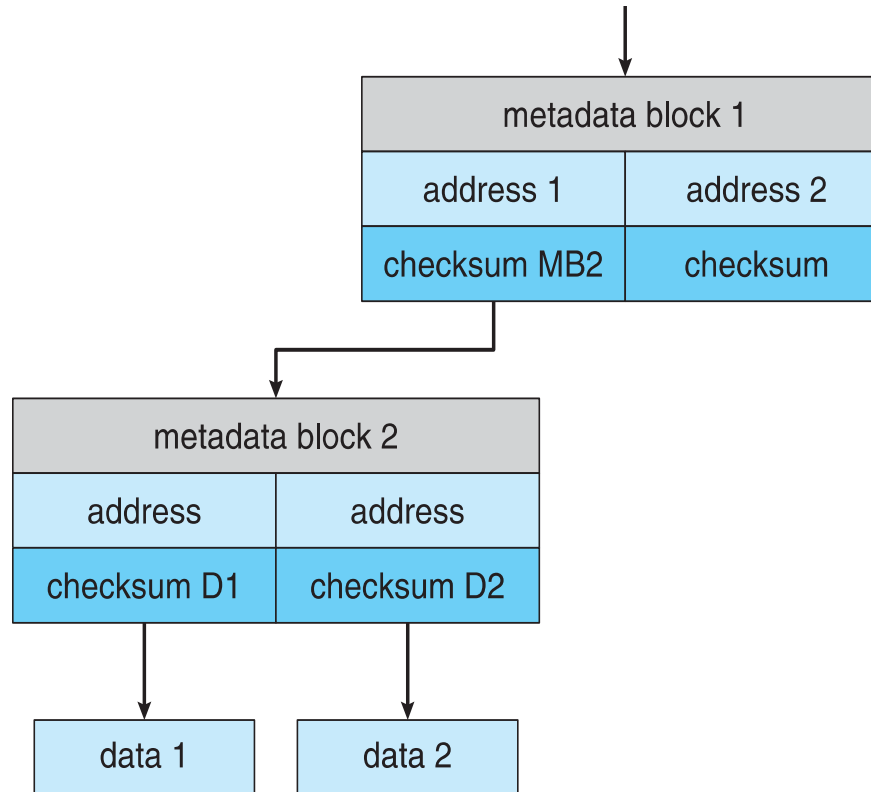 metadata block 1
address 1 address 2
checksum MB2 checksum
metadata block 2
address address
checksum D1 checksum D2
data 1 data 2